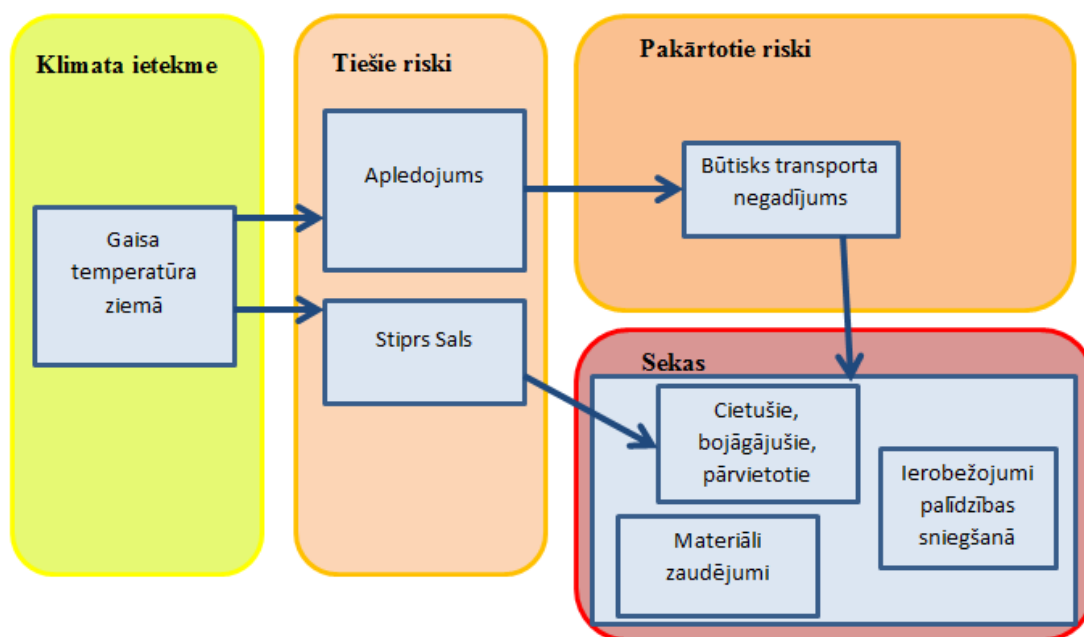 Klimata ietekme
Gaisa
temperatūra
ziemā
Tiešie riski
Apledojums
Stiprs Sals
Pakārtotie riski
Būtisks transporta
negadījums
Sekas
Cietušie,
bojāgājušie,
pārvietotie
Materiāli
zaudējumi
Ierobežojumi
palīdzības
sniegšanā